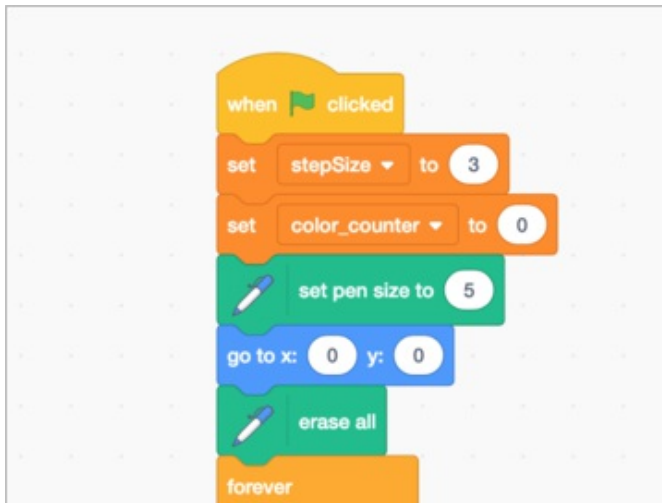 when clicked
set stepSize to 3
set color_counter to 0
set pen size to 5
go to x: 0 y: 0
erase all
forever